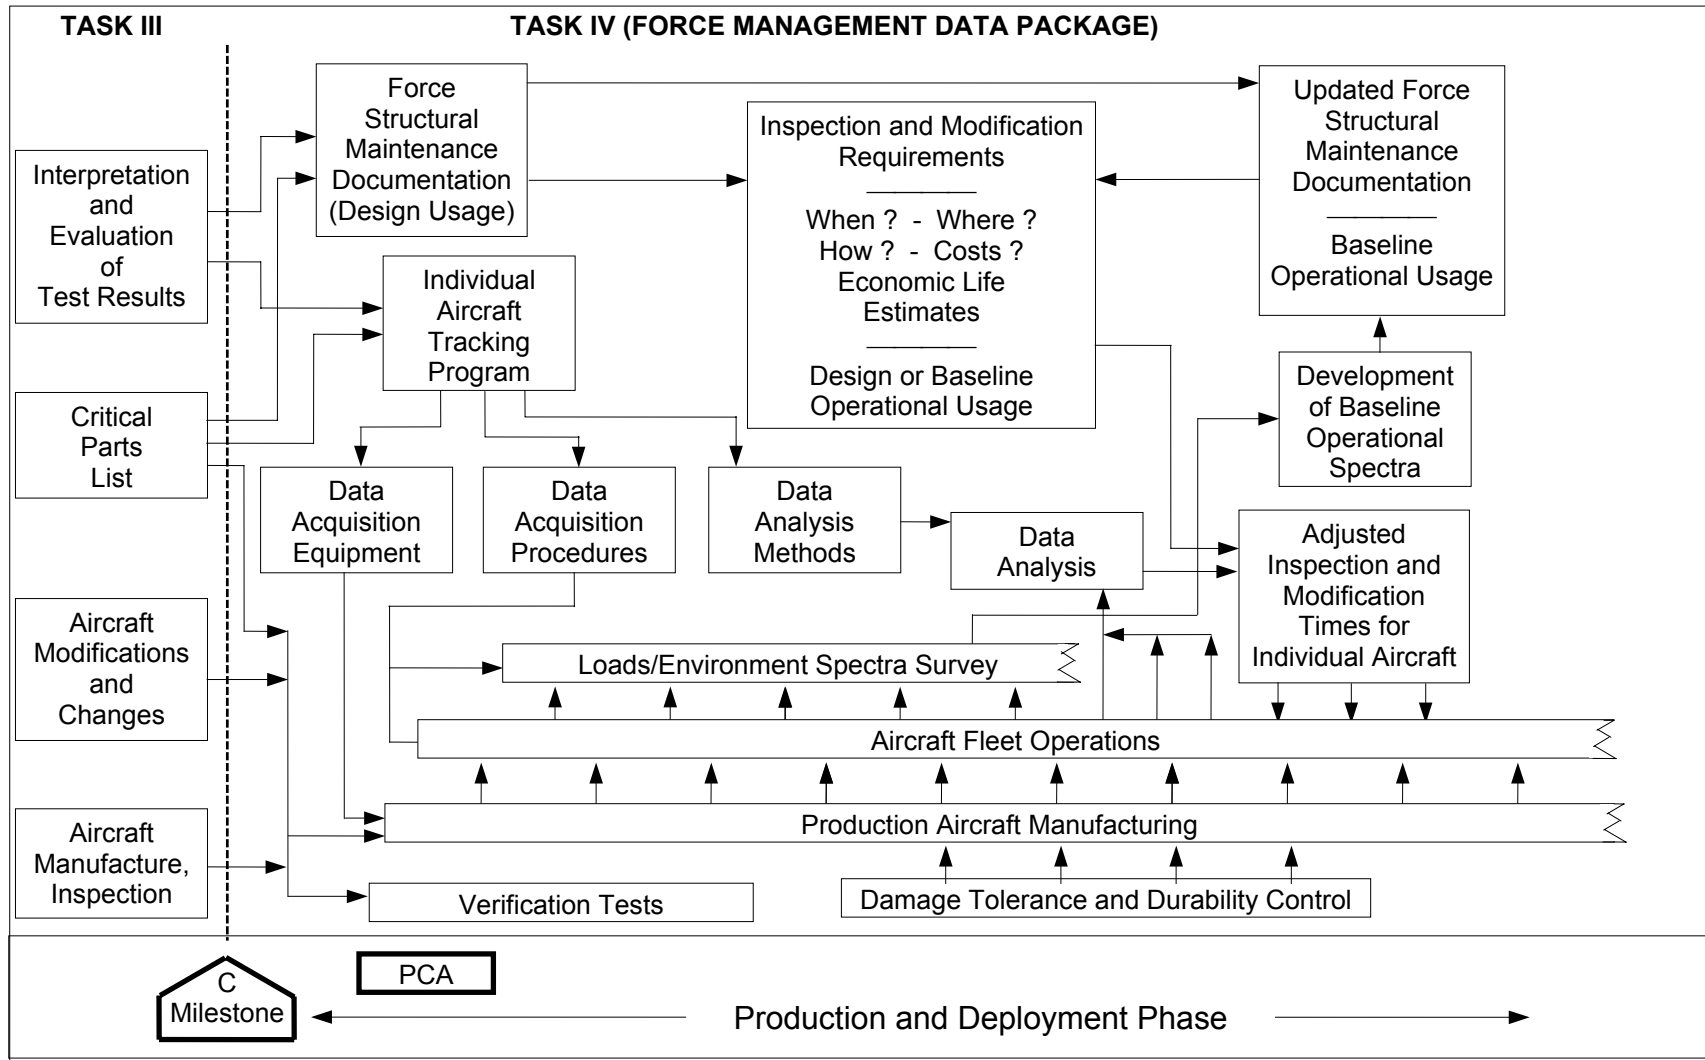 TASK III
TASK IV (FORCE MANAGEMENT DATA PACKAGE)
Interpretation
and
Evaluation
of
Test Results
Critical
Parts
List
Aircraft
Modifications
and
Changes
Aircraft
Manufacture,
Inspection
Force
Structural
Maintenance
Documentation
(Design Usage)
Individual
Aircraft
Tracking
Program
Inspection and Modification
Requirements
When ? - Where ?
How ? - Costs ?
Economic Life
Estimates
Design or Baseline
Operational Usage
Updated Force
Structural
Maintenance
Documentation
Baseline
Operational Usage
Development
of Baseline
Operational
Spectra
Data
Acquisition
Equipment
Data
Acquisition
Procedures
Data
Analysis
Methods
Data
Analysis
Adjusted
Inspection and
Modification
Times for
Individual Aircraft
Loads/Environment Spectra Survey
Aircraft Fleet Operations
Production Aircraft Manufacturing
Verification Tests
Damage Tolerance and Durability Control
C
Milestone
PCA
Production and Deployment Phase